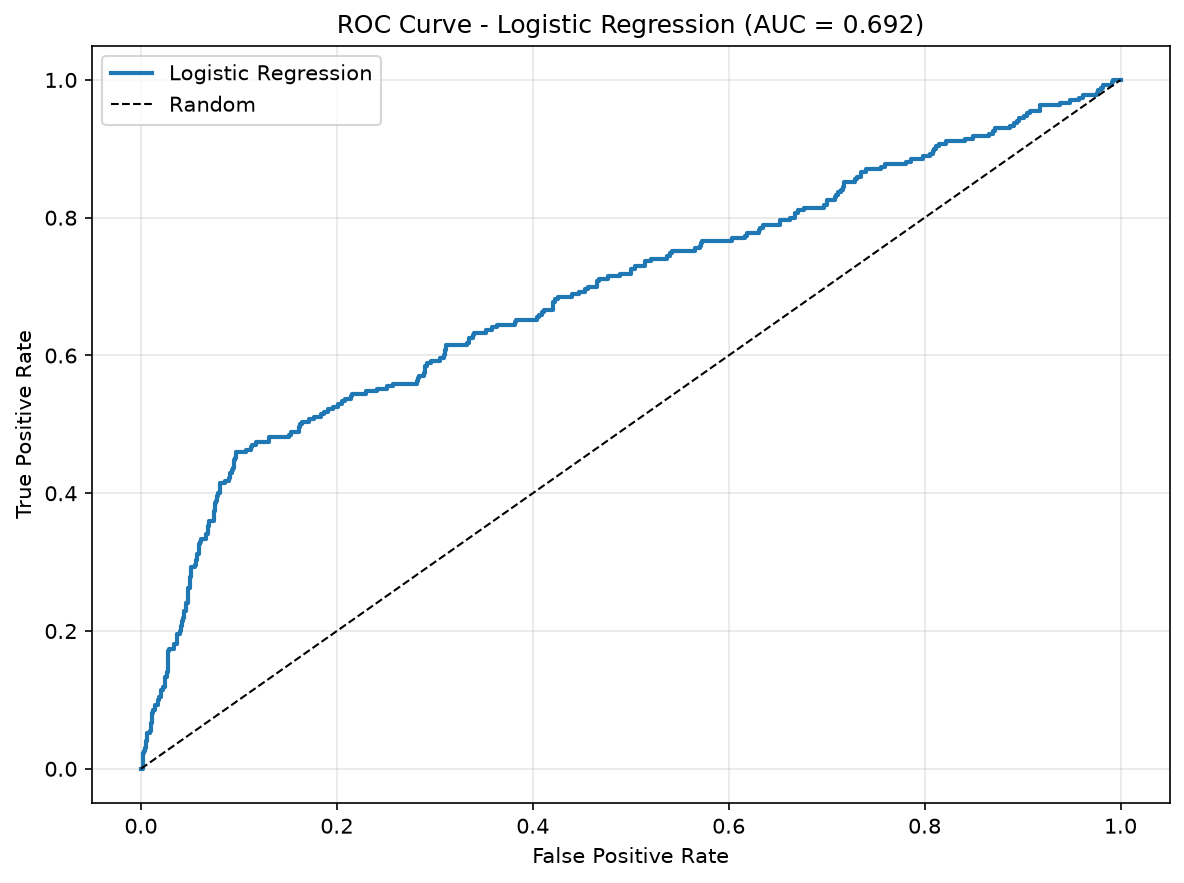 ROC Curve - Logistic Regression (AUC = 0.692)
Logistic Regression
Random
1.0
0.8
0.6
0.4
0.2
0.0
True Positive Rate
0.0 0.2 0.4 0.6 0.8 1.0
False Positive Rate